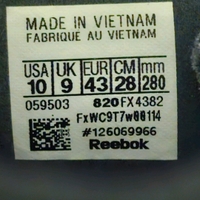 MADE IN VIETNAM
FABRIQUE AU VIETNAM
USA UK EUR CM mm
10 9 43 28 280
059503 820 FX4382
FxWC9T7w00114
#126069966
Reebok